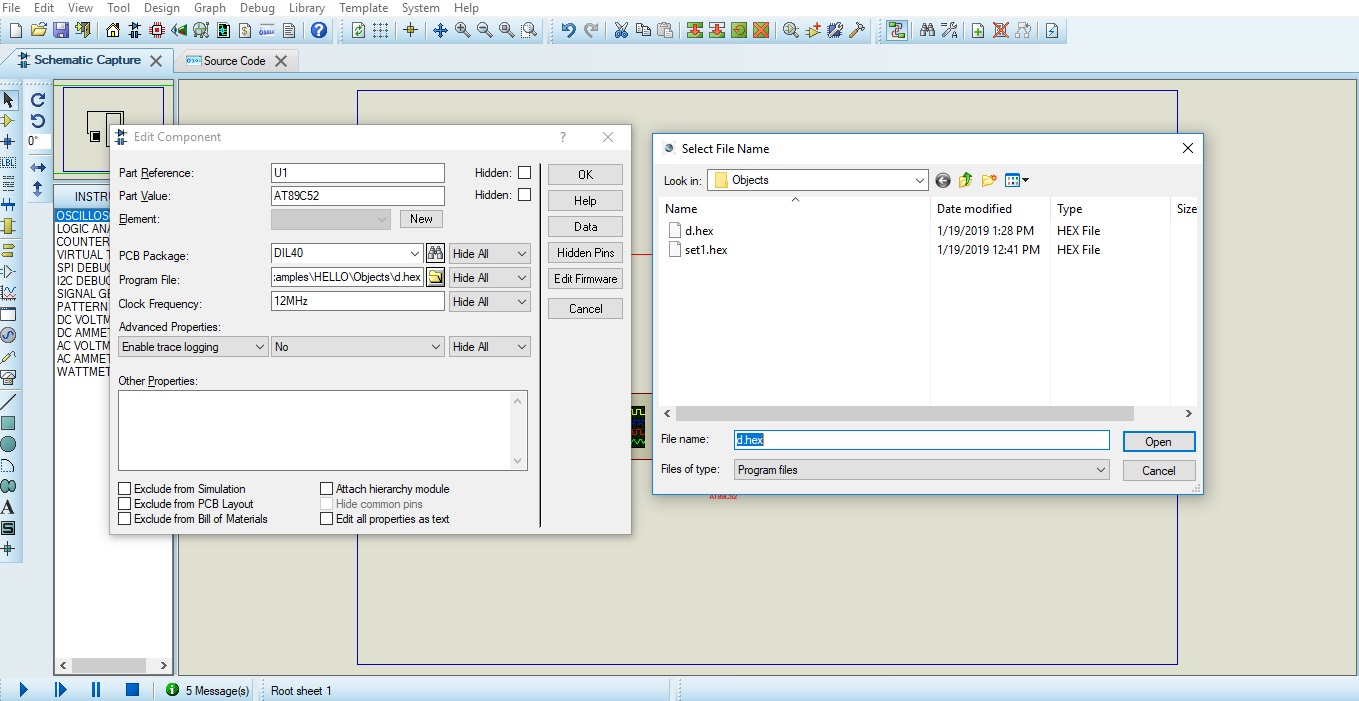 File Edit View Tool Design Graph Debug Library Template System Help
Schematic Capture
Source Code
0°
LBL
A
S
INSTR
OSCILLOS
LOGIC ANA
COUNTER
VIRTUAL T
SPI DEBUG
I2C DEBUG
SIGNAL GE
PATTERN
DC VOLTM
DC AMMET
AC VOLTM
AC AMMET
WATTMET
Edit Component
?
Part Reference: U1 Hidden:
Part Value: AT89C52 Hidden:
Element: New
PCB Package: DIL40 Hide All
Program File: :amples\HELLO\Objects\d.hex Hide All
Clock Frequency: 12MHz Hide All
Advanced Properties:
Enable trace logging No Hide All
Other Properties:
Exclude from Simulation Attach hierarchy module
Exclude from PCB Layout Hide common pins
Exclude from Bill of Materials Edit all properties as text
OK
Help
Data
Hidden Pins
Edit Firmware
Cancel
Select File Name
Look in: Objects
Name Date modified Type Size
d.hex 1/19/2019 1:28 PM HEX File
set1.hex 1/19/2019 12:41 PM HEX File
File name: d.hex Open
Files of type: Program files Cancel
AT89C52
5 Message(s) Root sheet 1